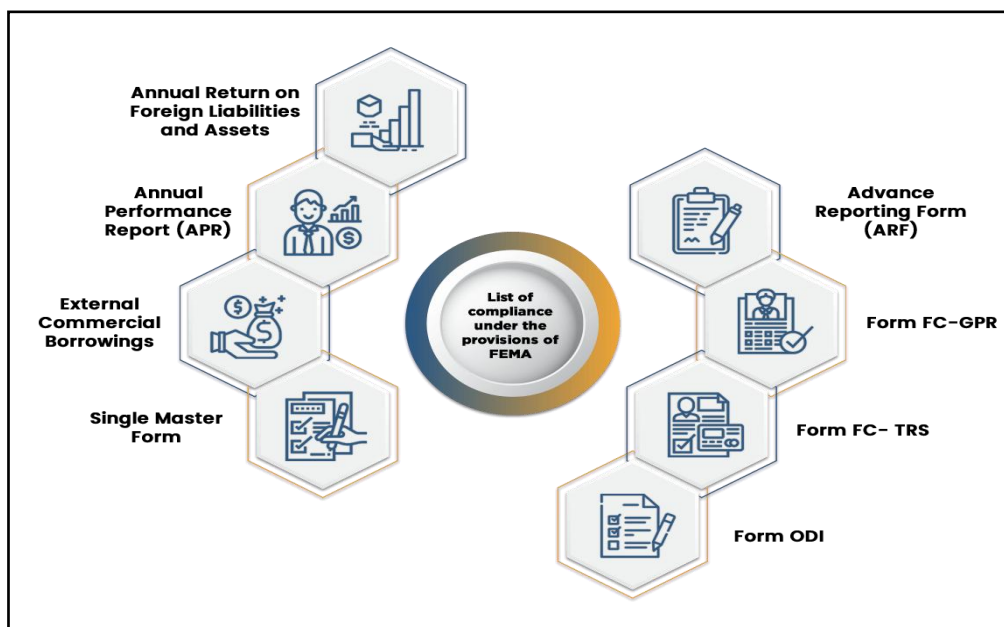 Annual Return on
Foreign Liabilities
and Assets
Annual
Performance
Report (APR)
External
Commercial
Borrowings
Single Master
Form
List of
compliance
under the
provisions of
FEMA
Advance
Reporting Form
(ARF)
Form FC-GPR
Form FC- TRS
Form ODI